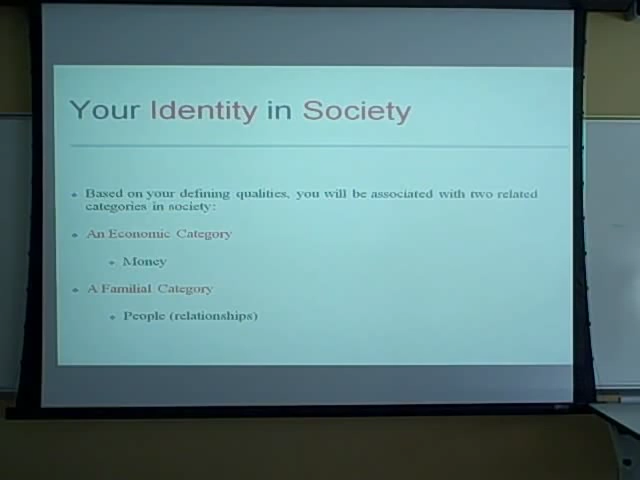 Your Identity in Society
Based on your defining qualities, you will be associated with two related
categories in society:
An Economic Category
Money
A Familial Category
People (relationships)